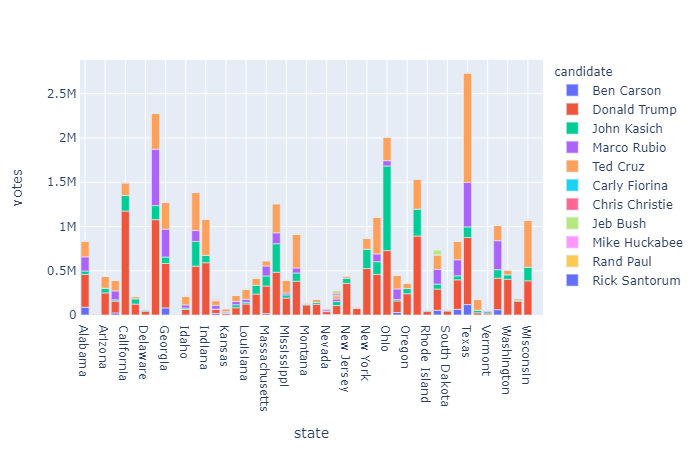 candidate
Ben Carson
Donald Trump
John Kasich
Marco Rubio
Ted Cruz
Carly Fiorina
Chris Christie
Jeb Bush
Mike Huckabee
Rand Paul
Rick Santorum
2.5M
2M
1.5M
1M
0.5M
0
votes
Alabama
Arizona
California
Delaware
Georgia
Idaho
Indiana
Kansas
Louisiana
Massachusetts
Mississippi
Montana
Nevada
New Jersey
New York
Ohio
Oregon
Rhode Island
South Dakota
Texas
Vermont
Washington
Wisconsin
state